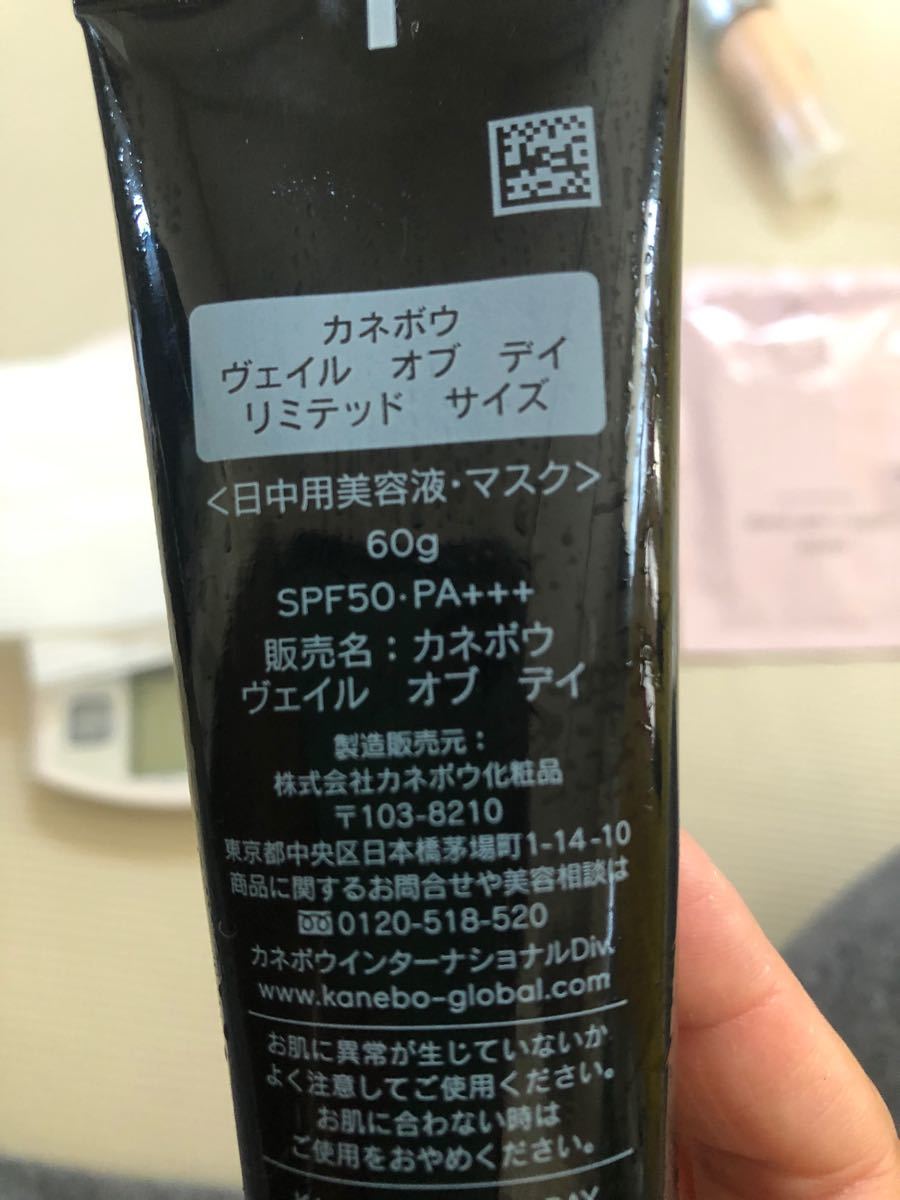 カネボウ
ヴェイル オブ デイ
リミテッド サイズ
<日中用美容液・マスク>
60g
SPF50・PA+++
販売名：カネボウ
ヴェイル オブ デイ
製造販売元：
株式会社カネボウ化粧品
〒103-8210
東京都中央区日本橋茅場町1-14-10
商品に関するお問合せや美容相談は
0120-518-520
カネボウインターナショナルDiv.
www.kanebo-global.com
お肌に異常が生じていないか
よく注意してご使用ください。
お肌に合わない時は
ご使用をおやめください。